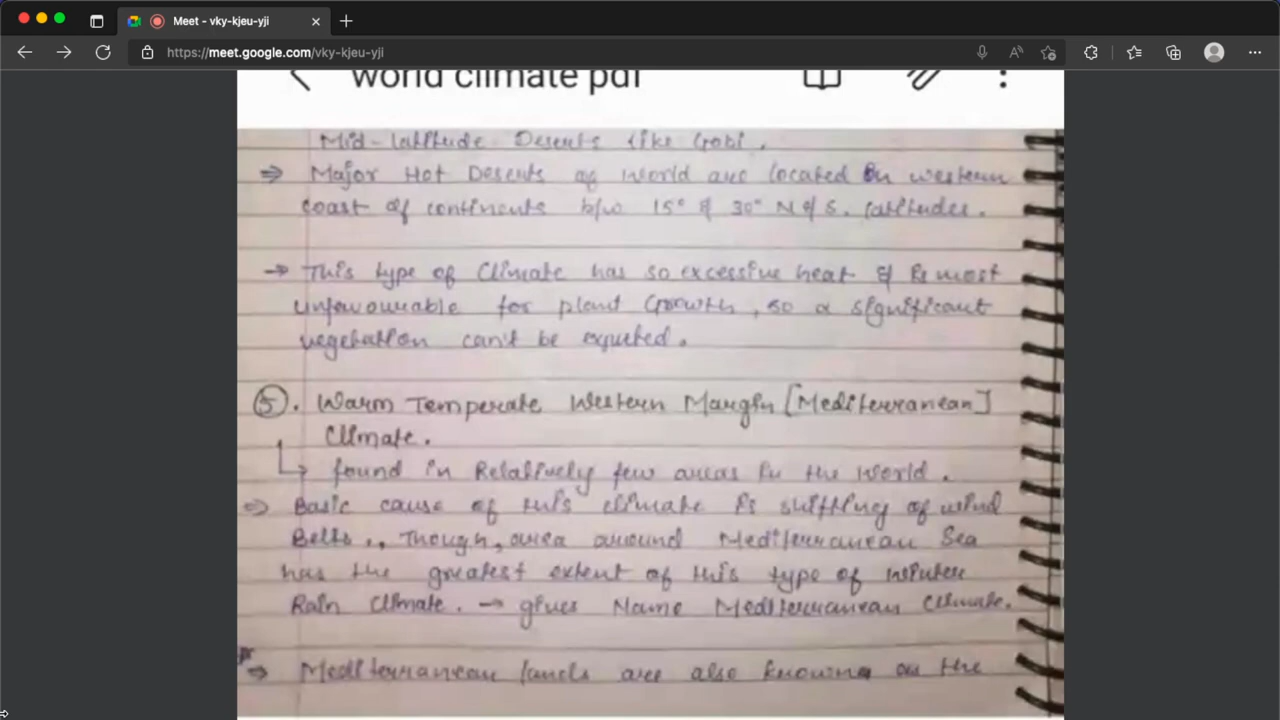 Meet - vky-kjeu-yji
https://meet.google.com/vky-kjeu-yji
world climate pdf
Mid-latitude Deserts like Gobi.
⇒ Major Hot Deserts of World are located on western
coast of continents b/w 15° & 30° N & S. latitudes.
→ This type of Climate has so excessive heat & is most
unfavourable for plant Growth, so a significant
vegetation can't be expected.
5. Warm Temperate Western Margin [Mediterranean]
Climate.
found in Relatively few areas in the world.
⇒ Basic cause of this climate is shifting of wind
Belts., Though, area around Mediterranean Sea
has the greatest extent of this type of winter
Rain Climate. → gives Name Mediterranean Climate.
⇒ Mediterranean lands are also known as the